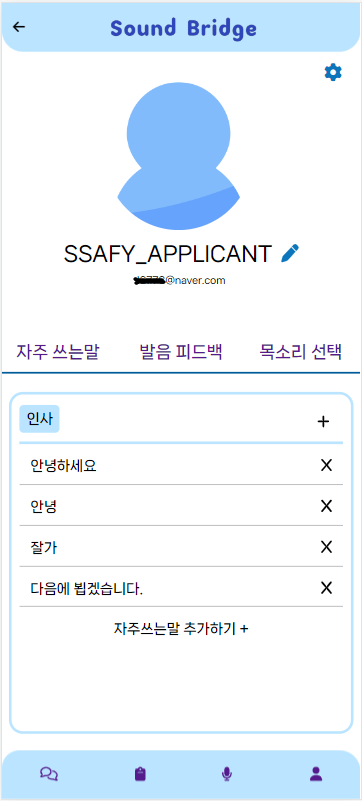 Sound Bridge
SSAFY_APPLICANT
@naver.com
자주 쓰는말 발음 피드백 목소리 선택
인사 +
안녕하세요 X
안녕 X
잘가 X
다음에 뵙겠습니다. X
자주쓰는말 추가하기 +